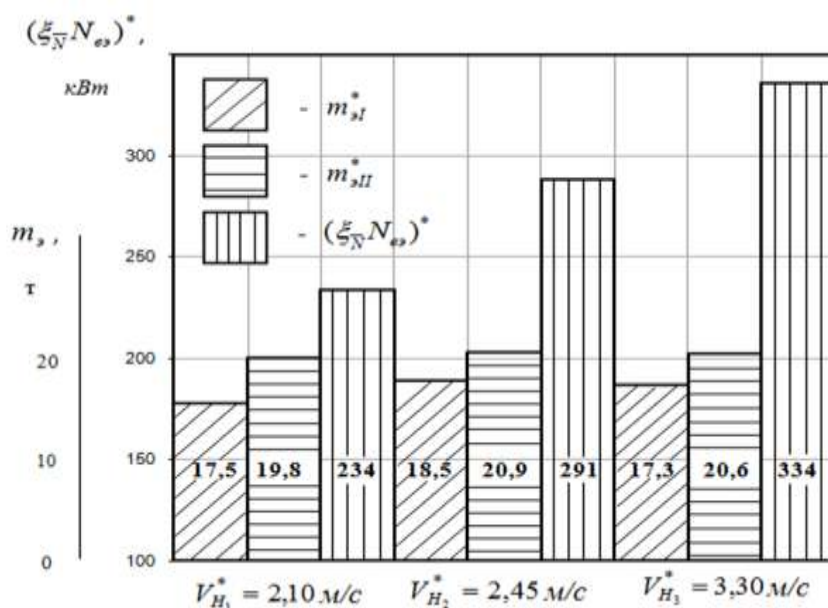 (ξ_N̅ N_еэ)*,
кВт
- m*_эI
- m*_эII
- (ξ_N̅ N_еэ)*
m_э,
т
300
250
200
150
100
20
10
0
17,5 19,8 234 18,5 20,9 291 17,3 20,6 334
V*_H₁ = 2,10 м/с V*_H₂ = 2,45 м/с V*_H₃ = 3,30 м/с